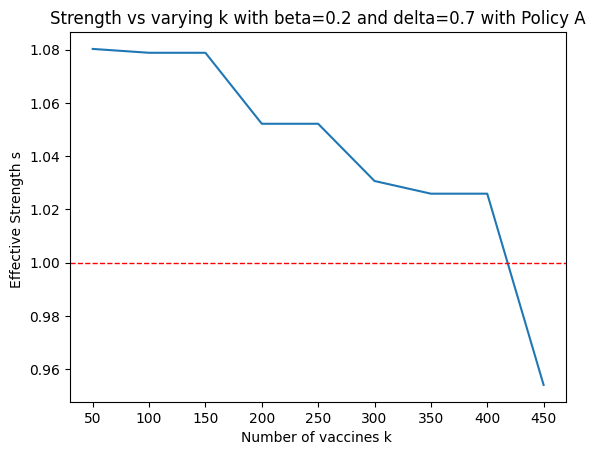 Strength vs varying k with beta=0.2 and delta=0.7 with Policy A
1.08
1.06
1.04
1.02
1.00
0.98
0.96
Effective Strength s
50 100 150 200 250 300 350 400 450
Number of vaccines k